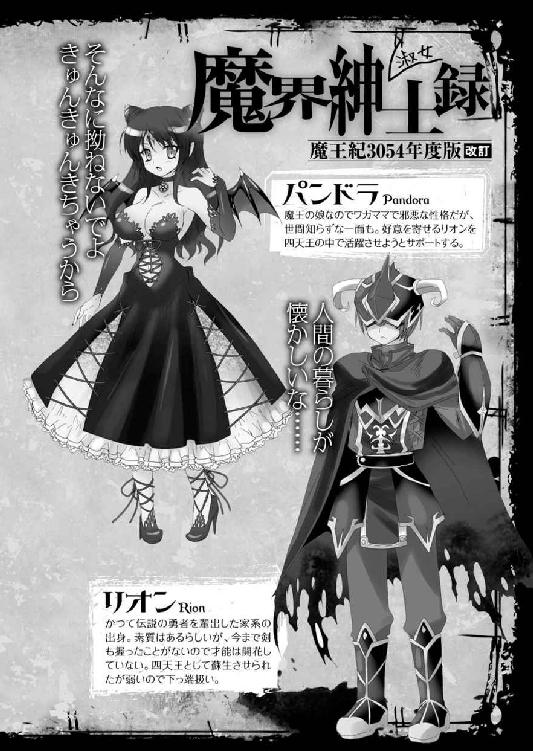 魔界紳士録
淑女
魔王紀3054年度版 改訂
そんなに拗ねないでよ
きゅんきゅんきちゃうから
パンドラ Pandora
魔王の娘なのでワガママで邪悪な性格だが、
世間知らずな一面も。好意を寄せるリオンを
四天王の中で活躍させようとサポートする。
人間の暮らしが
懐かしいな……
リオン Rion
かつて伝説の勇者を輩出した家系の
出身。素質はあるらしいが、今まで剣
も握ったことがないので才能は開花し
ていない。四天王として蘇生させられ
たが弱いので下っ端扱い。